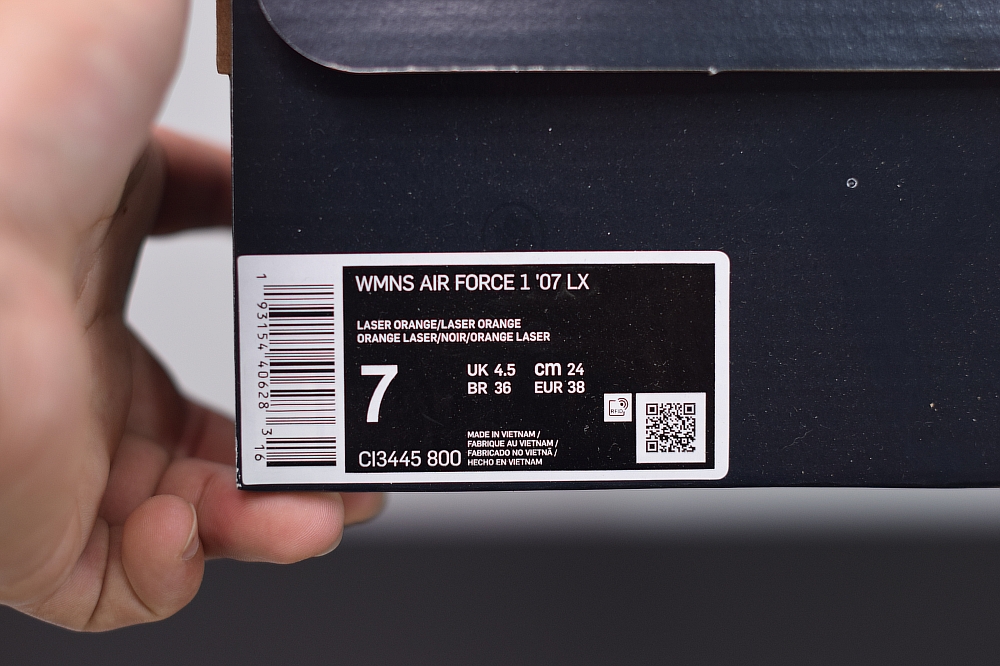 WMNS AIR FORCE 1 '07 LX
LASER ORANGE/LASER ORANGE
ORANGE LASER/NOIR/ORANGE LASER
7
UK 4.5 cm 24
BR 36 EUR 38
RFID
CI3445 800
MADE IN VIETNAM /
FABRIQUE AU VIETNAM /
FABRICADO NO VIETNÃ /
HECHO EN VIETNAM
1 93154 40628 3 16